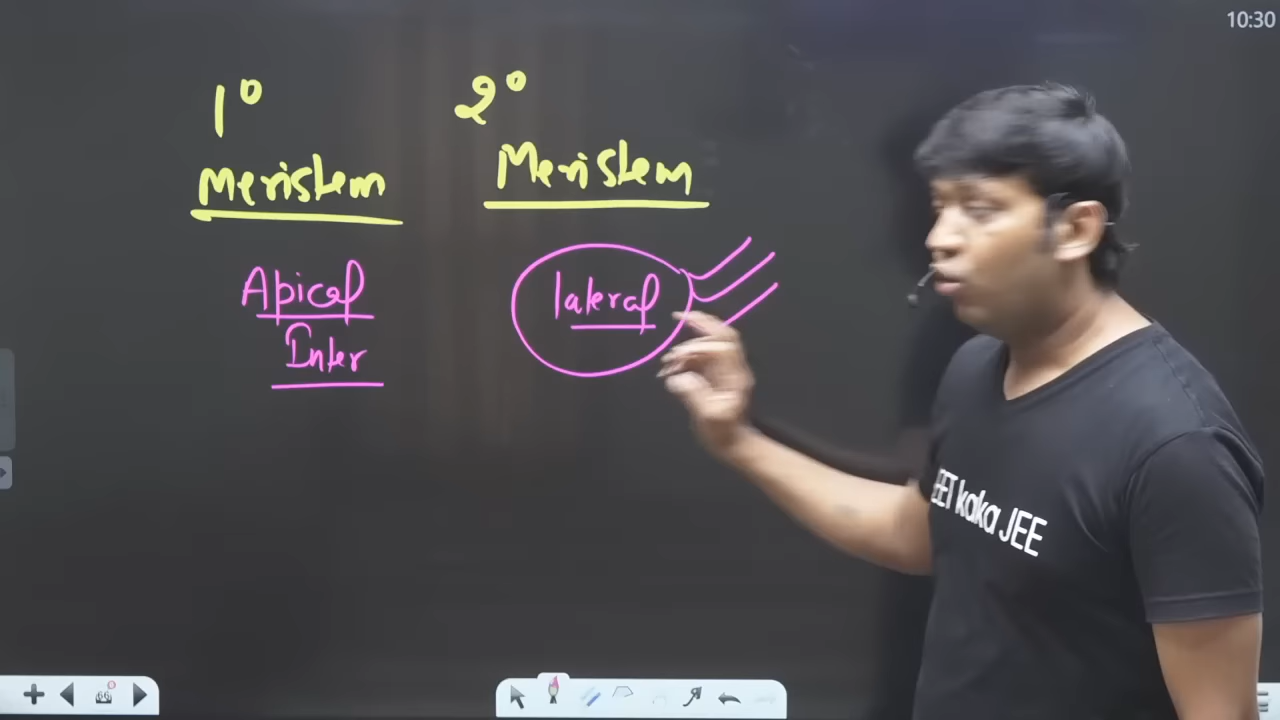 10:30
1°
Meristem
2°
Meristem
Apical
Inter
lateral
EET kaka JEE